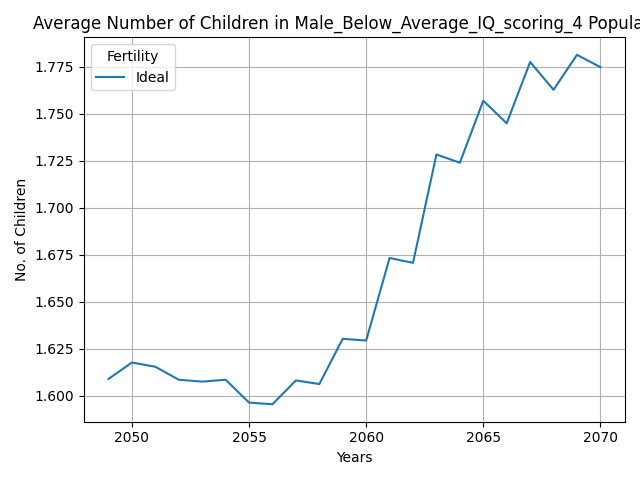 Average Number of Children in Male_Below_Average_IQ_scoring_4 Popula
Fertility
Ideal
1.775
1.750
1.725
1.700
1.675
1.650
1.625
1.600
No. of Children
2050 2055 2060 2065 2070
Years